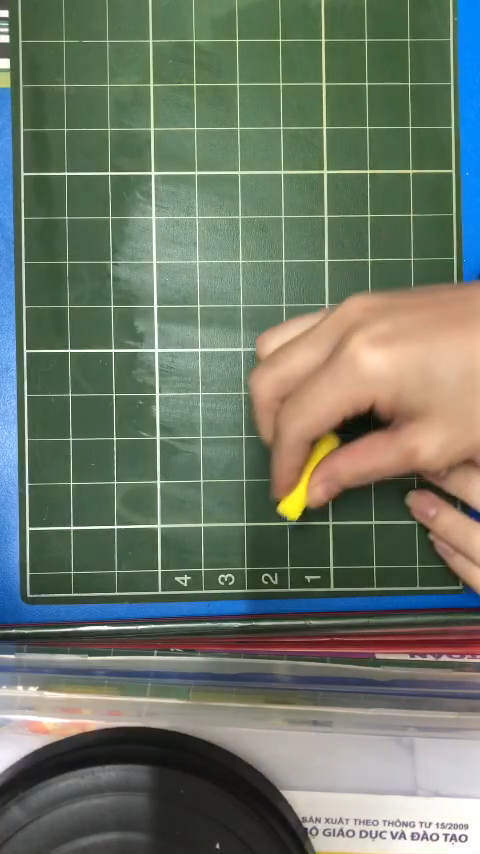 4 3 2 1
SẢN XUẤT THEO THÔNG TƯ 15/2009
BỘ GIÁO DỤC VÀ ĐÀO TẠO